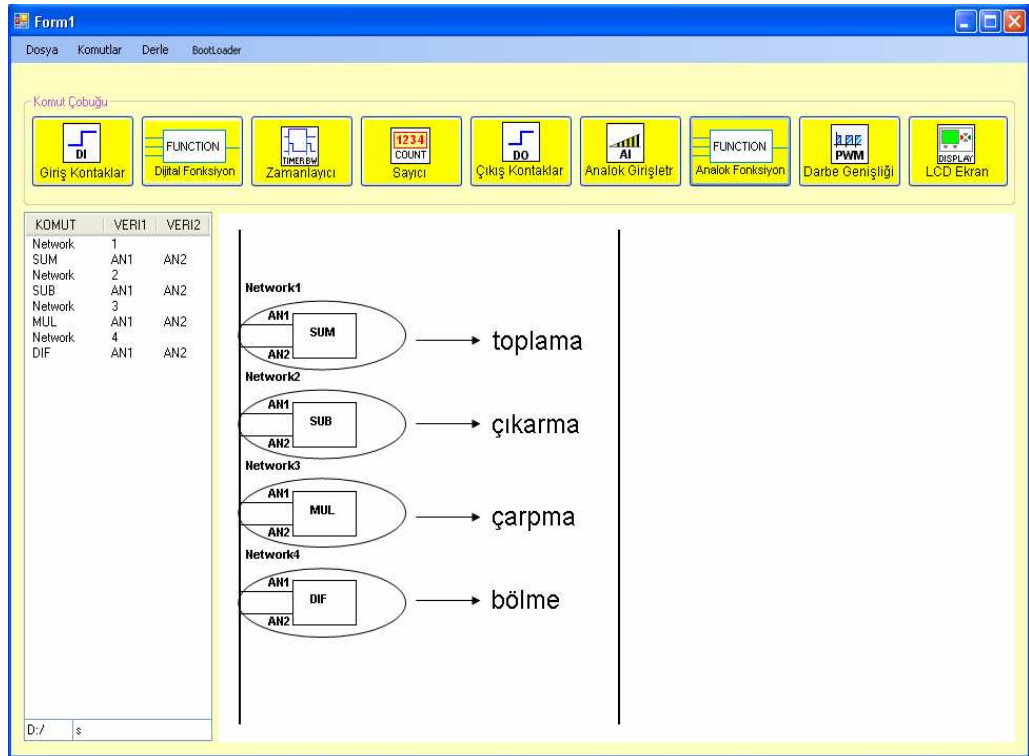 Form1
Dosya Komutlar Derle BootLoader
Komut Çobuğu
DI
Giriş Kontaklar
FUNCTION
Dijital Fonksiyon
TIMER BW
Zamanlayıcı
1234
COUNT
Sayıcı
DO
Çıkış Kontaklar
AI
Analok Girişletr
FUNCTION
Analok Fonksiyon
PWM
Darbe Genişliği
DISPLAY
LCD Ekran
KOMUT VERI1 VERI2
Network 1
SUM AN1 AN2
Network 2
SUB AN1 AN2
Network 3
MUL AN1 AN2
Network 4
DIF AN1 AN2
D:/ s
Network1
AN1
SUM
AN2
toplama
Network2
AN1
SUB
AN2
çıkarma
Network3
AN1
MUL
AN2
çarpma
Network4
AN1
DIF
AN2
bölme